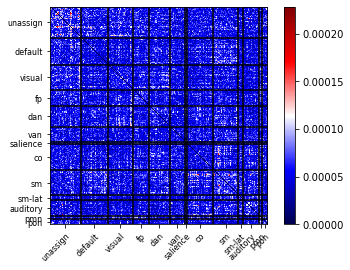 unassign
default
visual
fp
dan
van
salience
co
sm
sm-lat
auditory
pmn
pon
unassign
default
visual
fp
dan
van
salience
co
sm
sm-lat
auditory
0.00020
0.00015
0.00010
0.00005
0.00000